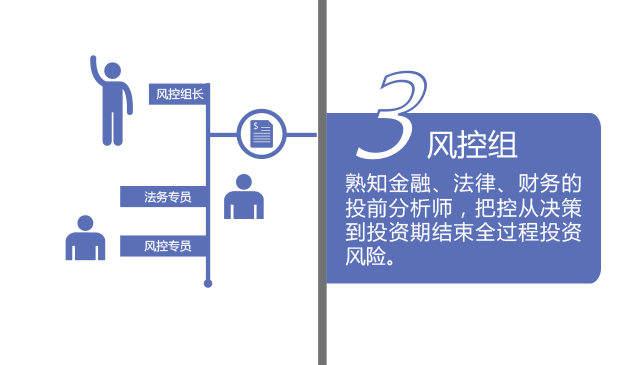 风控组长
$
法务专员
风控专员
3
风控组
熟知金融、法律、财务的
投前分析师，把控从决策
到投资期结束全过程投资
风险。